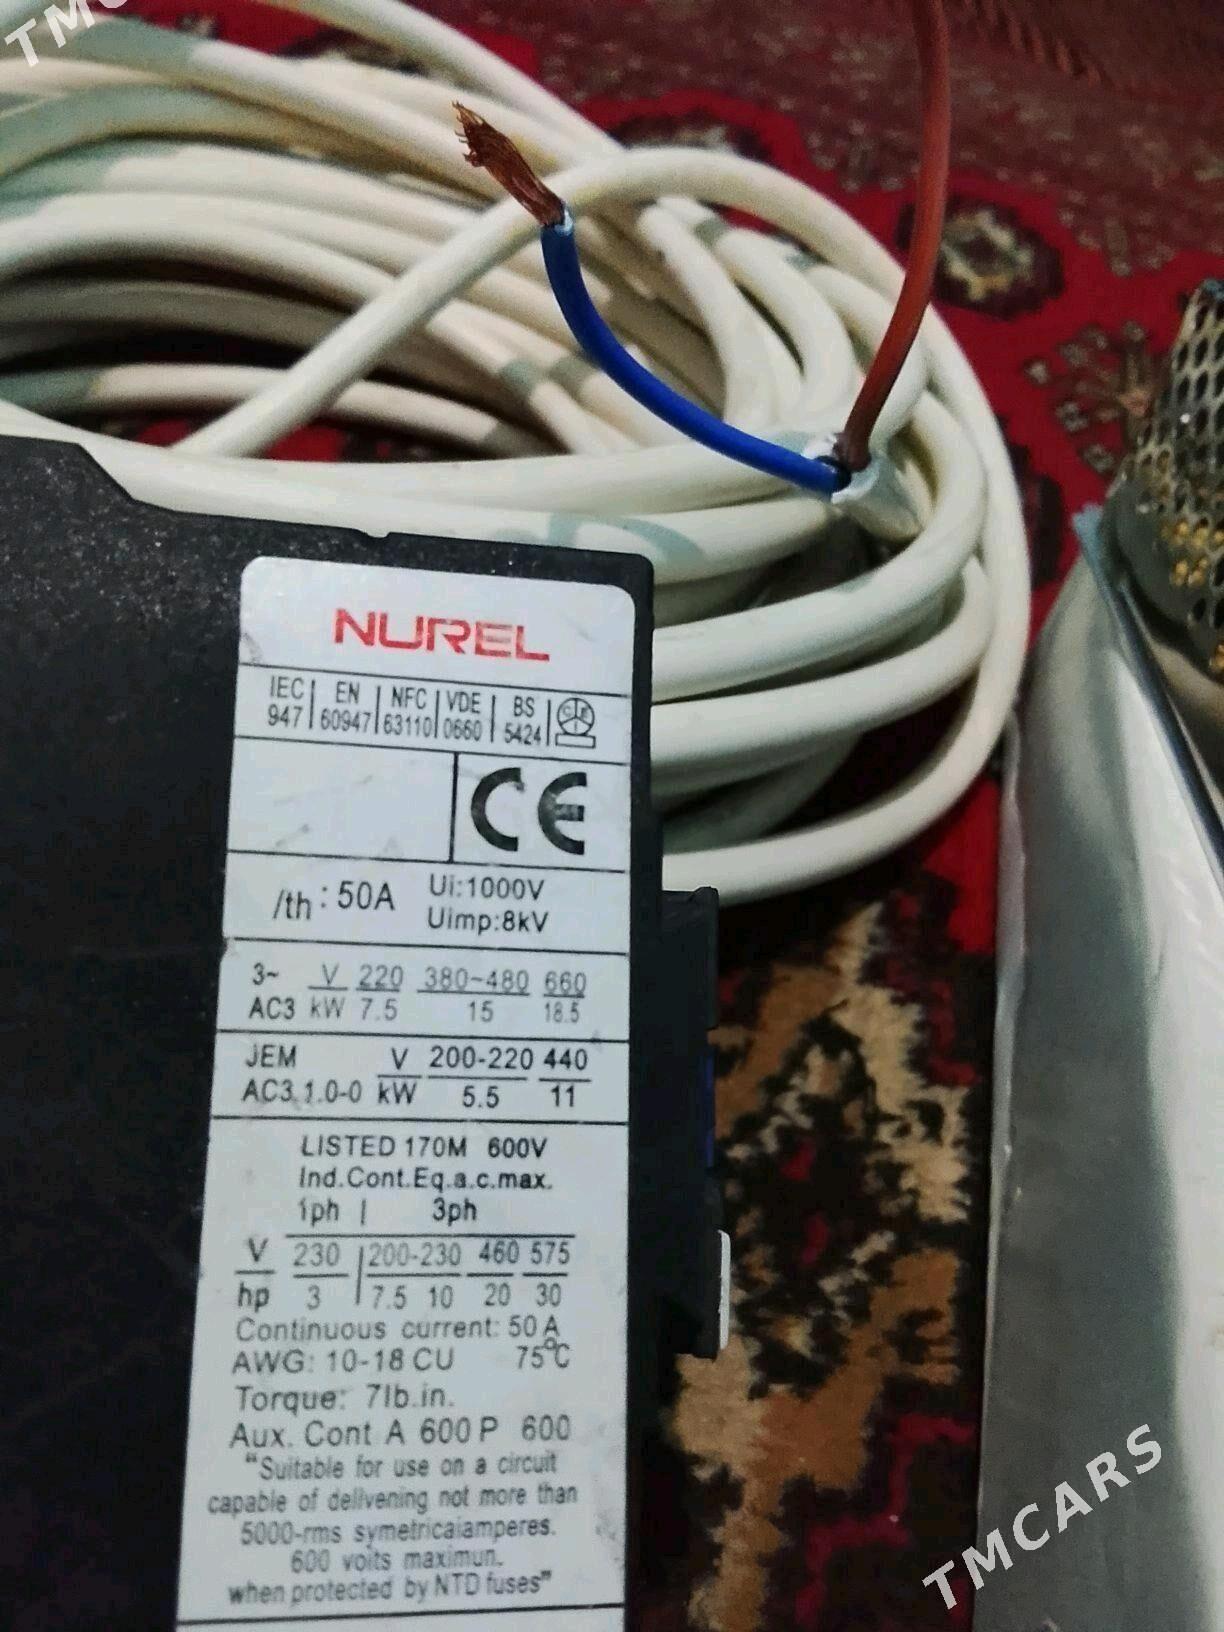 TMC
NUREL
IEC 947 | EN 60947 | NFC 63110 | VDE 0660 | BS 5424
CE
Ith : 50A Ui:1000V
Uimp:8kV
3~ V 220 380~480 660
AC3 kW 7.5 15 18.5
JEM V 200-220 440
AC3 1.0-0 kW 5.5 11
LISTED 170M 600V
Ind.Cont.Eq.a.c.max.
1ph | 3ph
V 230 | 200-230 460 575
hp 3 | 7.5 10 20 30
Continuous current: 50A
AWG: 10-18 CU 75°C
Torque: 7lb.in.
Aux. Cont A 600 P 600
"Suitable for use on a circuit
capable of delivening not more than
5000-rms symetricaiamperes.
600 voits maximun.
when protected by NTD fuses"
TMCARS